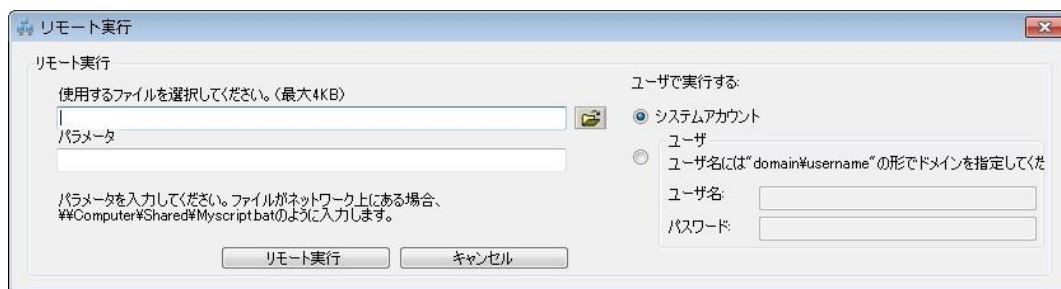 リモート実行
リモート実行
使用するファイルを選択してください。(最大4KB)
パラメータ
パラメータを入力してください。ファイルがネットワーク上にある場合、
¥¥Computer¥Shared¥Myscript.batのように入力します。
リモート実行
キャンセル
ユーザで実行する:
システムアカウント
ユーザ
ユーザ名には"domain¥username"の形でドメインを指定してくだ
ユーザ名:
パスワード: